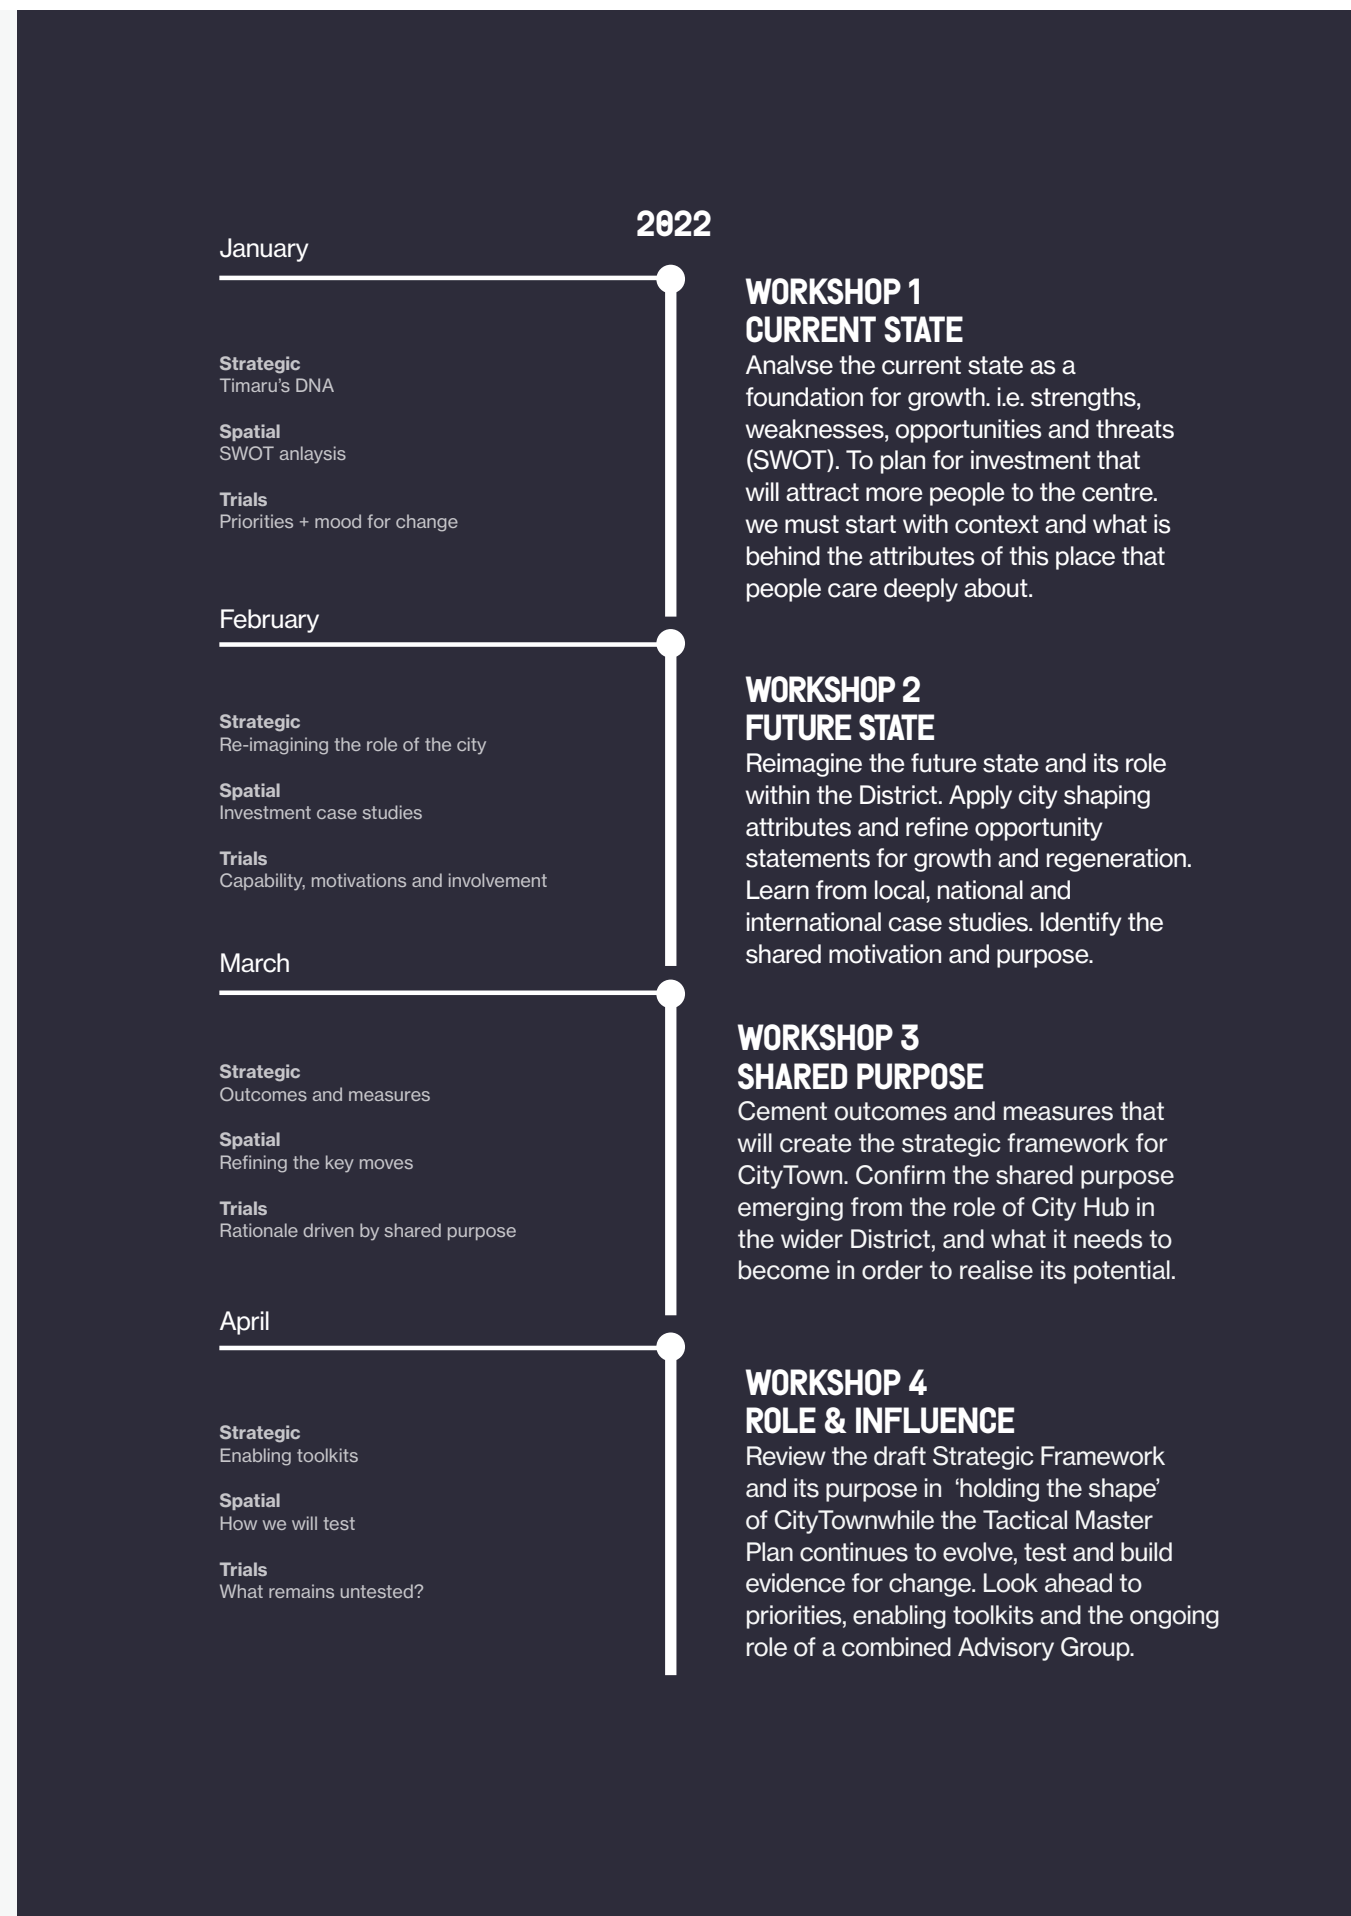 2022
January
Strategic
Timaru’s DNA
Spatial
SWOT anlaysis
Trials
Priorities + mood for change
WORKSHOP 1
CURRENT STATE
Analvse the current state as a
foundation for growth. i.e. strengths,
weaknesses, opportunities and threats
(SWOT). To plan for investment that
will attract more people to the centre.
we must start with context and what is
behind the attributes of this place that
people care deeply about.
February
Strategic
Re-imagining the role of the city
Spatial
Investment case studies
Trials
Capability, motivations and involvement
WORKSHOP 2
FUTURE STATE
Reimagine the future state and its role
within the District. Apply city shaping
attributes and refine opportunity
statements for growth and regeneration.
Learn from local, national and
international case studies. Identify the
shared motivation and purpose.
March
Strategic
Outcomes and measures
Spatial
Refining the key moves
Trials
Rationale driven by shared purpose
WORKSHOP 3
SHARED PURPOSE
Cement outcomes and measures that
will create the strategic framework for
CityTown. Confirm the shared purpose
emerging from the role of City Hub in
the wider District, and what it needs to
become in order to realise its potential.
April
Strategic
Enabling toolkits
Spatial
How we will test
Trials
What remains untested?
WORKSHOP 4
ROLE & INFLUENCE
Review the draft Strategic Framework
and its purpose in  ‘holding the shape’
of CityTownwhile the Tactical Master
Plan continues to evolve, test and build
evidence for change. Look ahead to
priorities, enabling toolkits and the ongoing
role of a combined Advisory Group.